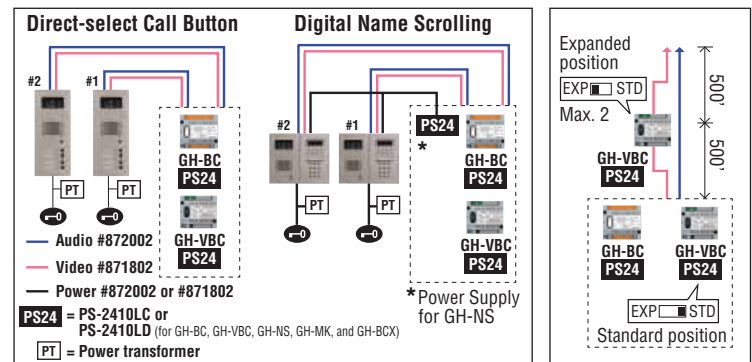 Direct-select Call Button
#2
#1
GH-BC
PS24
PT
PT
GH-VBC
PS24
Audio #872002
Video #871802
Power #872002 or #871802
PS24 = PS-2410LC or
PS-2410LD (for GH-BC, GH-VBC, GH-NS, GH-MK, and GH-BCX)
PT = Power transformer
Digital Name Scrolling
#2
#1
PS24
*
GH-BC
PS24
PT
PT
GH-VBC
PS24
*Power Supply
for GH-NS
Expanded
position
EXP STD
Max. 2
500'
GH-VBC
PS24
500'
GH-BC
PS24
GH-VBC
PS24
EXP STD
Standard position